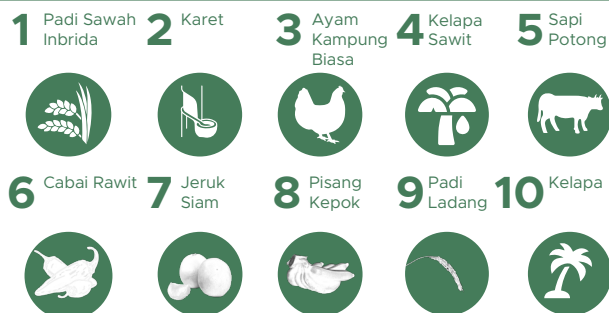 1 Padi Sawah
Inbrida
2 Karet
3 Ayam
Kampung
Biasa
4 Kelapa
Sawit
5 Sapi
Potong
6 Cabai Rawit
7 Jeruk
Siam
8 Pisang
Kepok
9 Padi
Ladang
10 Kelapa